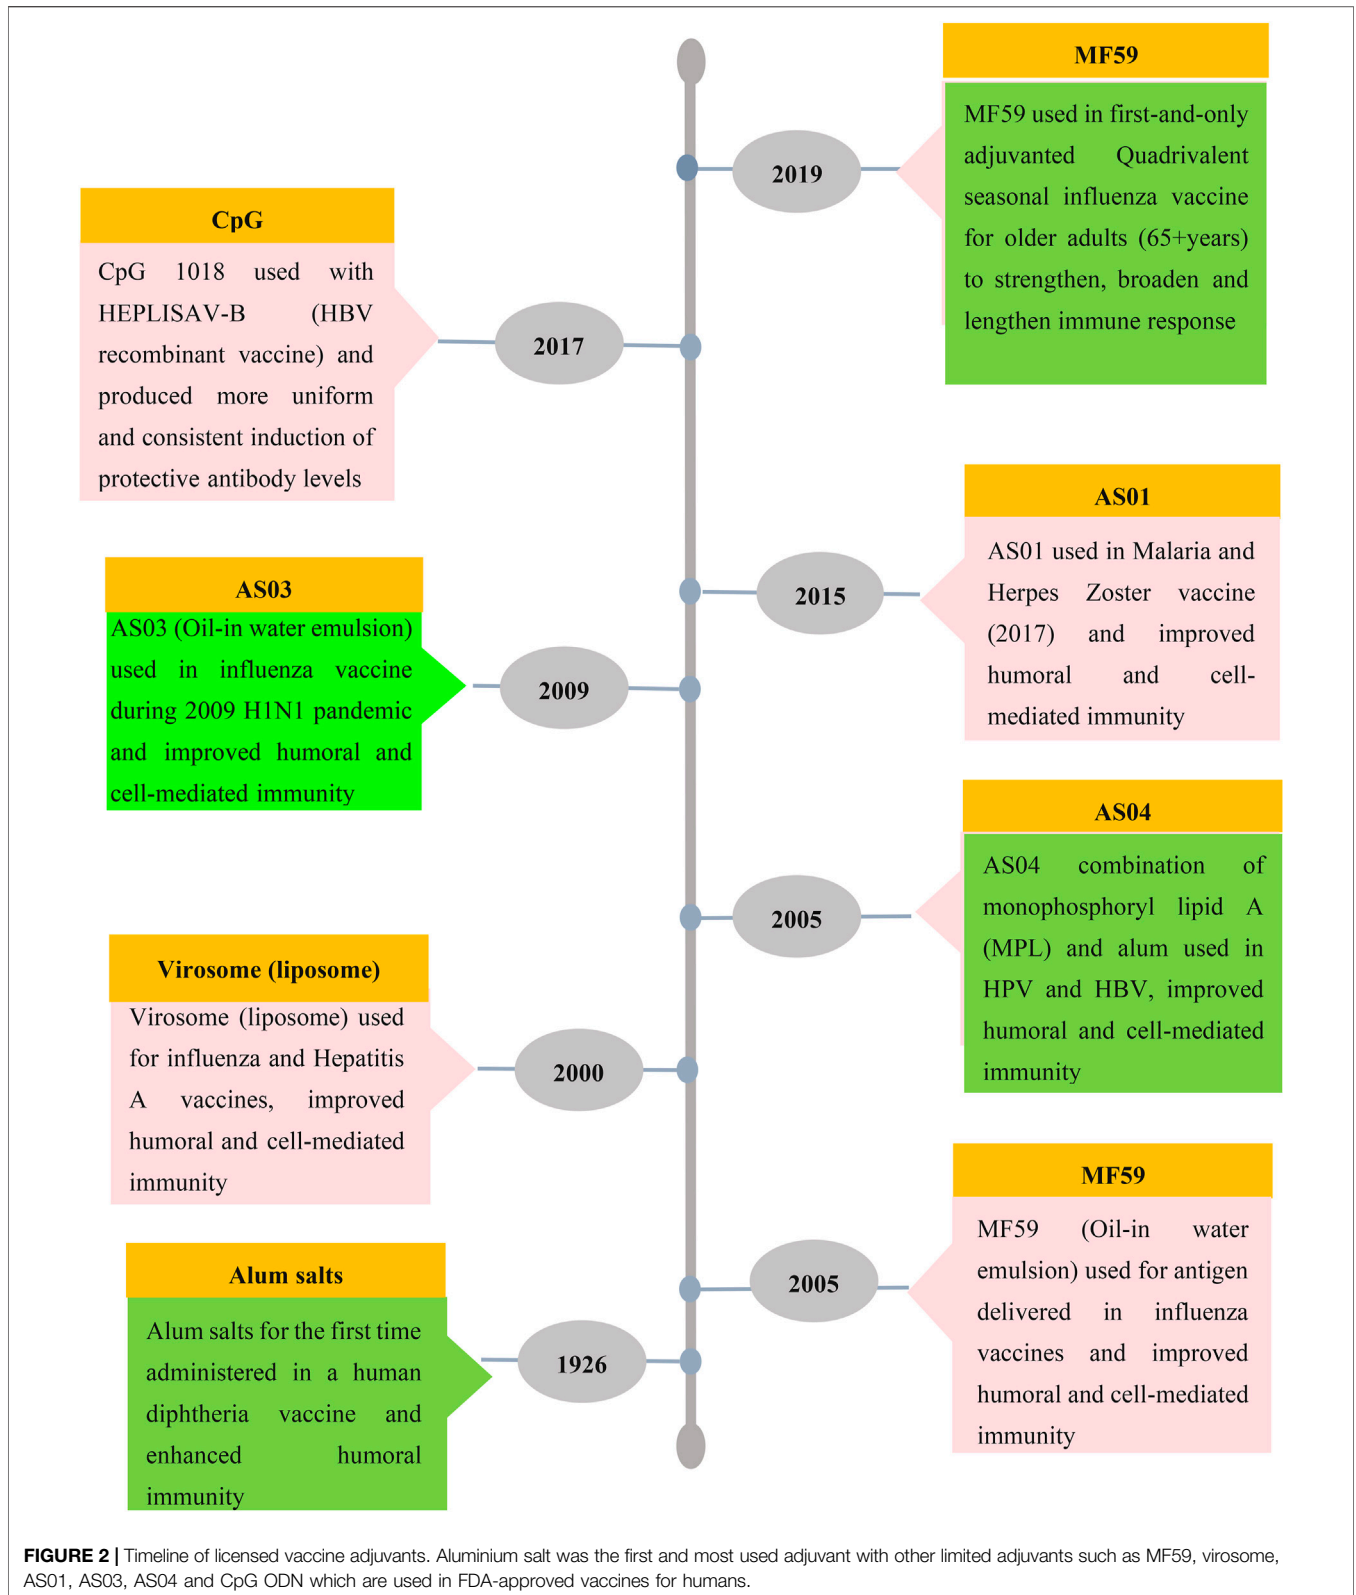 MF59
MF59 used in first-and-only
adjuvanted Quadrivalent
seasonal influenza vaccine
for older adults (65+years)
to strengthen, broaden and
lengthen immune response
2019
CpG
CpG 1018 used with
HEPLISAV-B (HBV
recombinant vaccine) and
produced more uniform
and consistent induction of
protective antibody levels
2017
AS01
AS01 used in Malaria and
Herpes Zoster vaccine
(2017) and improved
humoral and cell-
mediated immunity
2015
AS03
AS03 (Oil-in water emulsion)
used in influenza vaccine
during 2009 H1N1 pandemic
and improved humoral and
cell-mediated immunity
2009
AS04
AS04 combination of
monophosphoryl lipid A
(MPL) and alum used in
HPV and HBV, improved
humoral and cell-mediated
immunity
2005
Virosome (liposome)
Virosome (liposome) used
for influenza and Hepatitis
A vaccines, improved
humoral and cell-mediated
immunity
2000
MF59
MF59 (Oil-in water
emulsion) used for antigen
delivered in influenza
vaccines and improved
humoral and cell-mediated
immunity
2005
Alum salts
Alum salts for the first time
administered in a human
diphtheria vaccine and
enhanced humoral
immunity
1926
FIGURE 2 | Timeline of licensed vaccine adjuvants. Aluminium salt was the first and most used adjuvant with other limited adjuvants such as MF59, virosome,
AS01, AS03, AS04 and CpG ODN which are used in FDA-approved vaccines for humans.